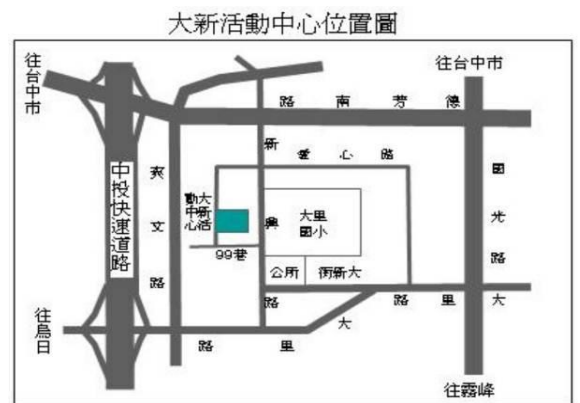 大新活動中心位置圖
往台中市
往台中市
德芳南路
新興路
愛心路
國光路
中投快速道路
爽文路
大新活
動中心
大里
國小
99巷
公所
大新街
大里路
大里路
往烏日
往霧峰